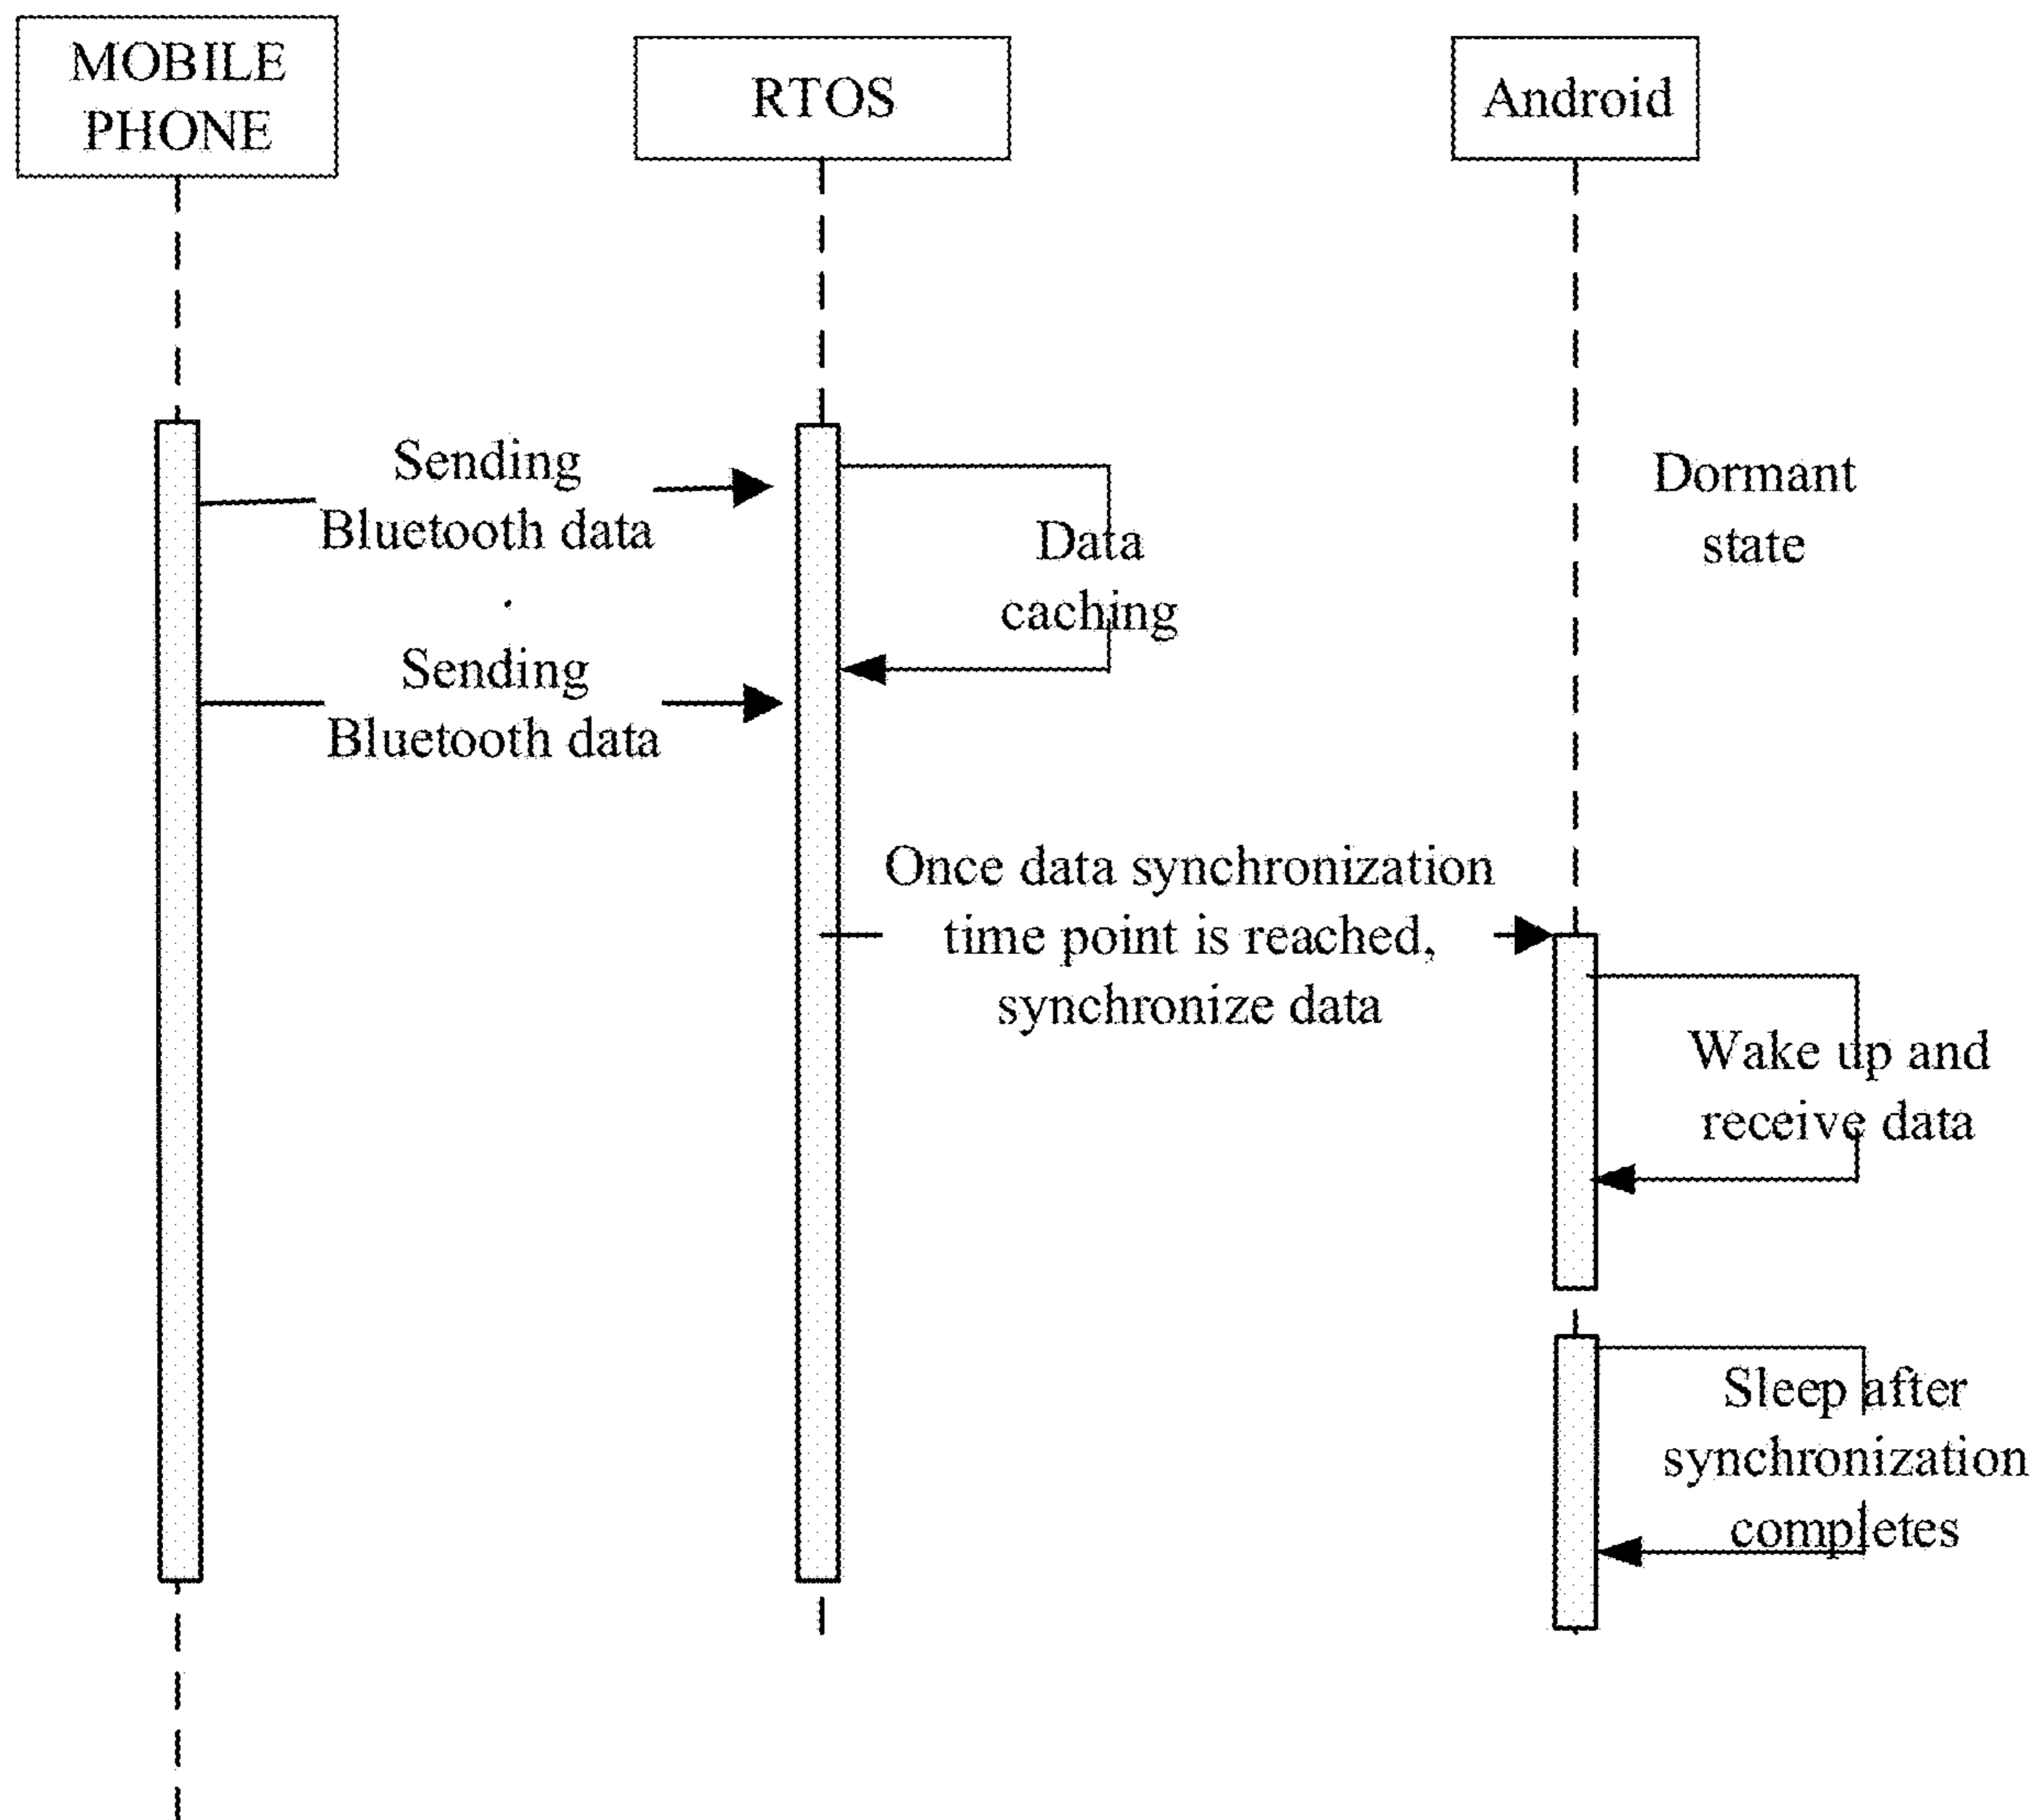 MOBILE
PHONE
RTOS
Android
Sending
Bluetooth data
Data
caching
Dormant
state
Sending
Bluetooth data
Once data synchronization
time point is reached,
synchronize data
Wake up and
receive data
Sleep after
synchronization
completes